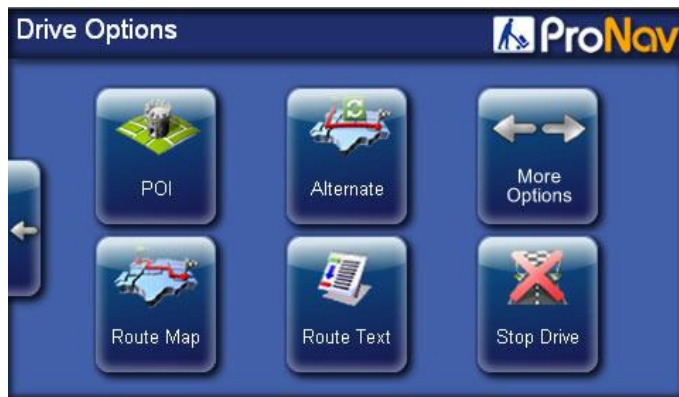 Drive Options
ProNav
POI
Alternate
More
Options
Route Map
Route Text
Stop Drive